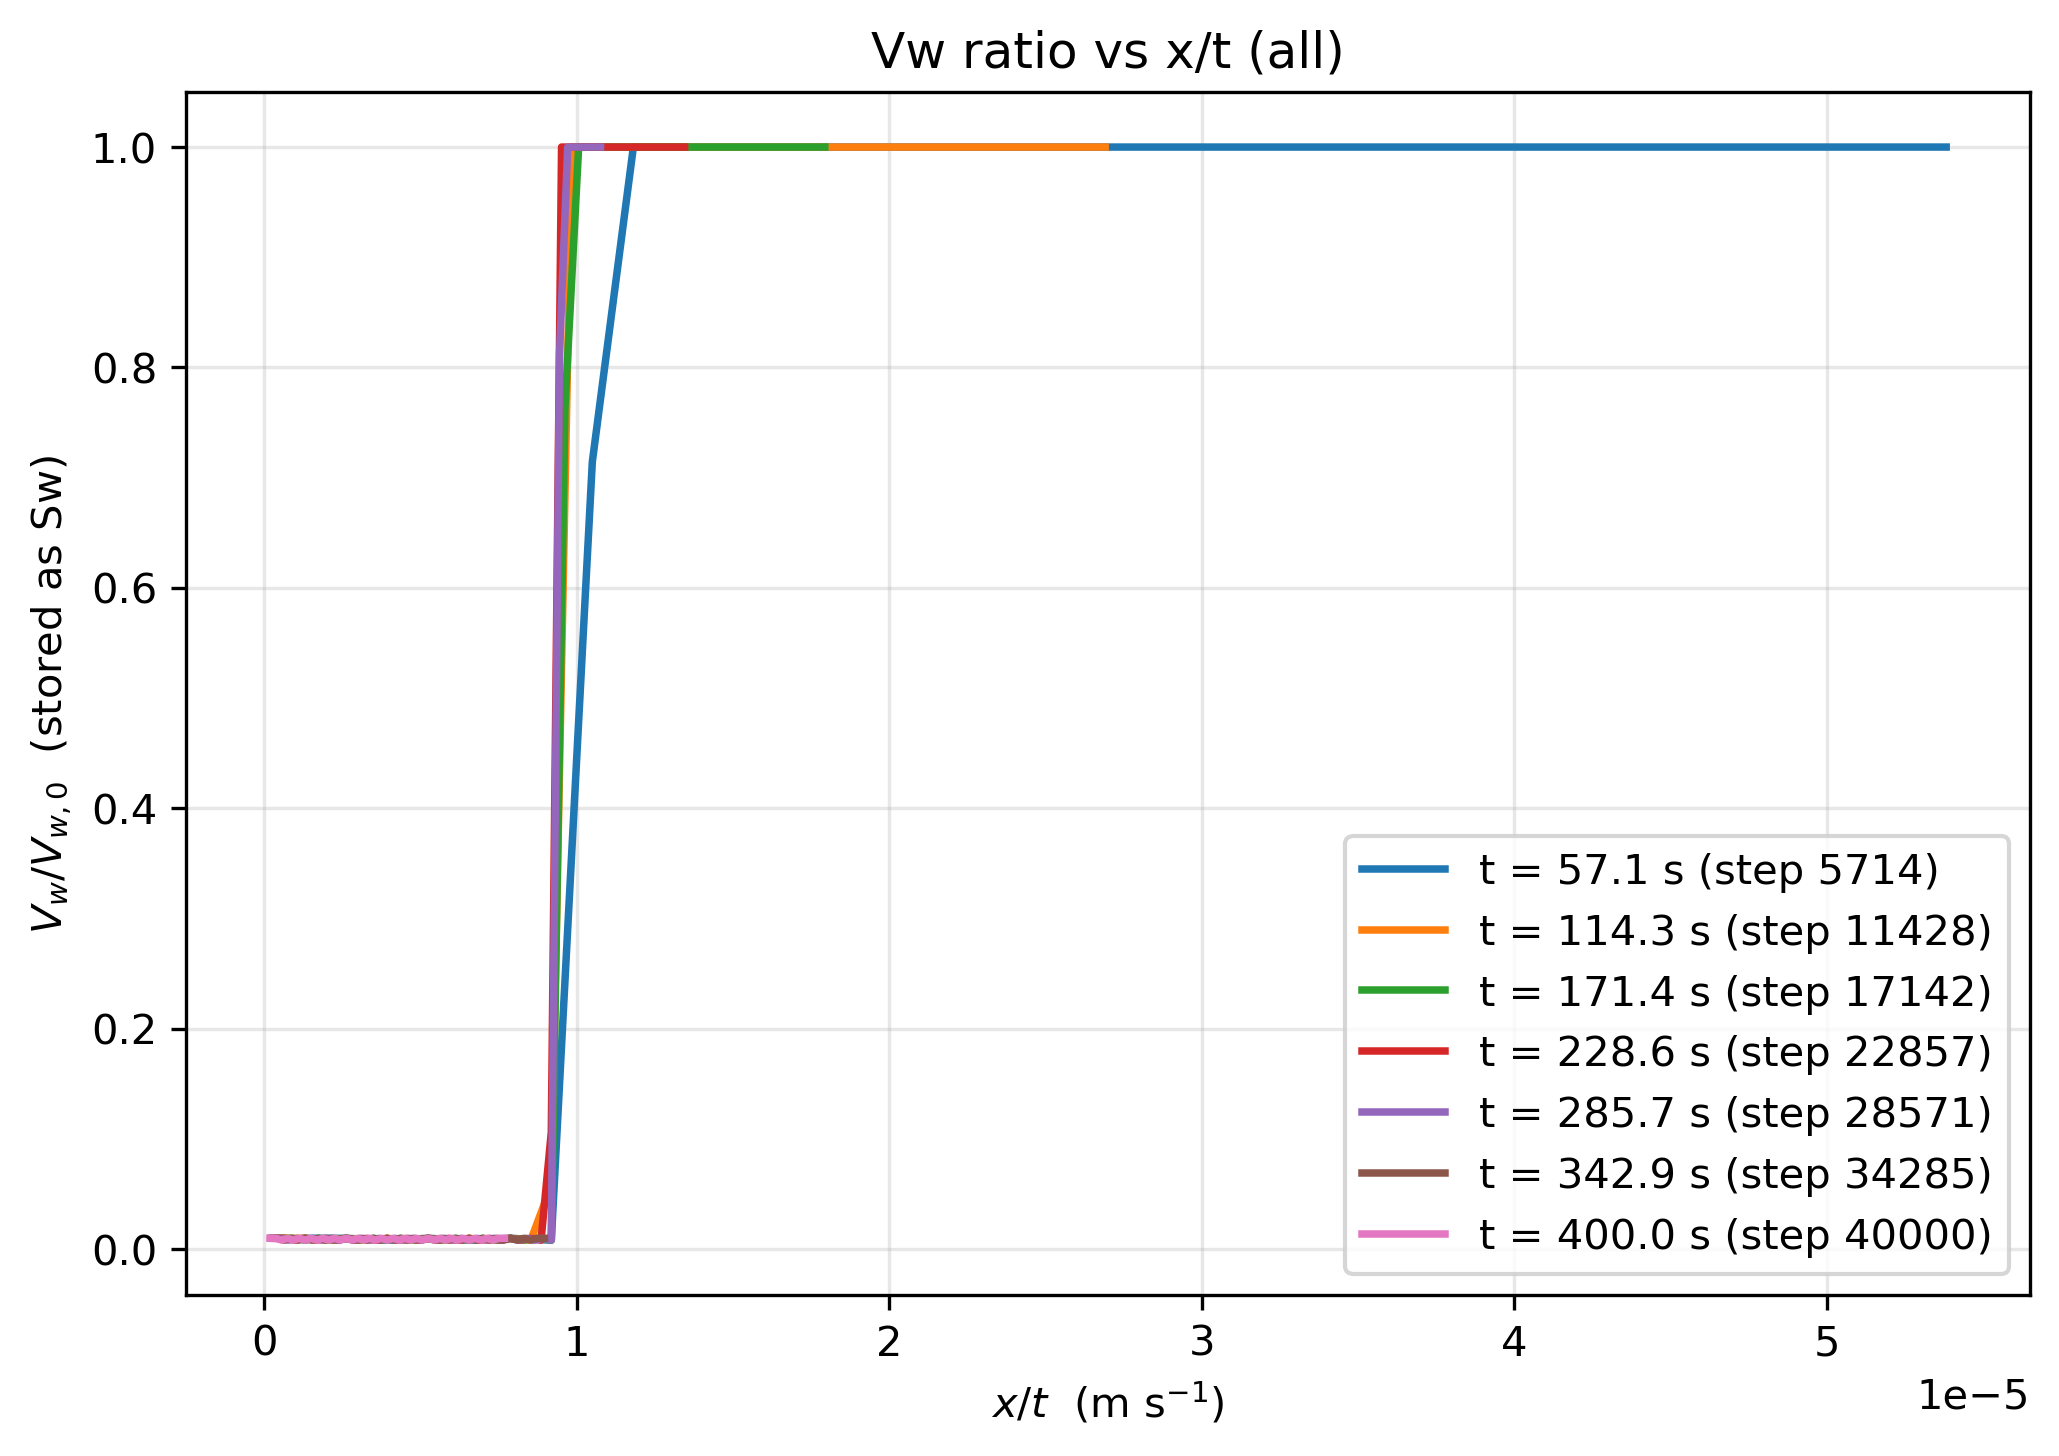 Vw ratio vs x/t (all)
1.0
0.8
0.6
0.4
0.2
0.0
V_w/V_{w,0} (stored as Sw)
t = 57.1 s (step 5714)
t = 114.3 s (step 11428)
t = 171.4 s (step 17142)
t = 228.6 s (step 22857)
t = 285.7 s (step 28571)
t = 342.9 s (step 34285)
t = 400.0 s (step 40000)
0 1 2 3 4 5
1e−5
x/t (m s⁻¹)